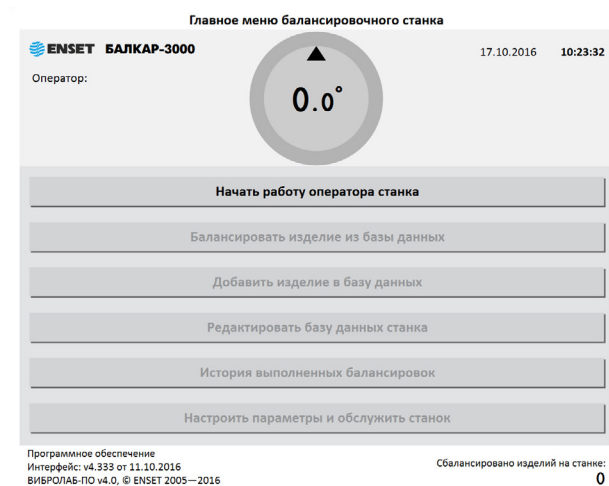 Главное меню балансировочного станка
ENSET БАЛКАР-3000
17.10.2016 10:23:32
Оператор:
0.0°
Начать работу оператора станка
Балансировать изделие из базы данных
Добавить изделие в базу данных
Редактировать базу данных станка
История выполненных балансировок
Настроить параметры и обслужить станок
Программное обеспечение
Интерфейс: v4.333 от 11.10.2016
ВИБРОЛАБ-ПО v4.0, © ENSET 2005—2016
Сбалансировано изделий на станке:
0